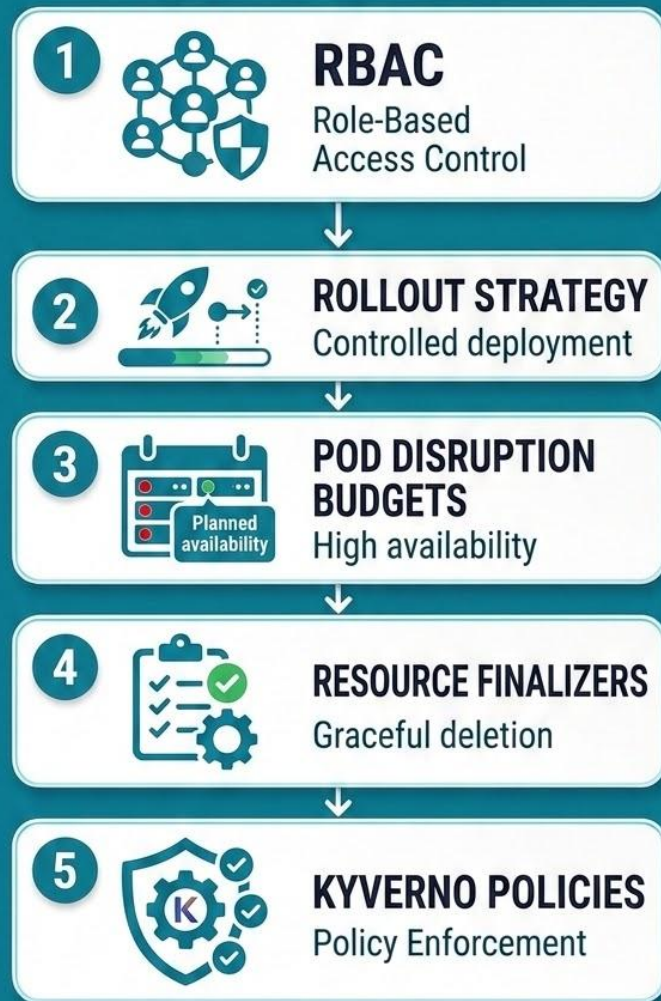 1
RBAC
Role-Based
Access Control
2
ROLLOUT STRATEGY
Controlled deployment
3
Planned
availability
POD DISRUPTION
BUDGETS
High availability
4
RESOURCE FINALIZERS
Graceful deletion
5
K
KYVERNO POLICIES
Policy Enforcement